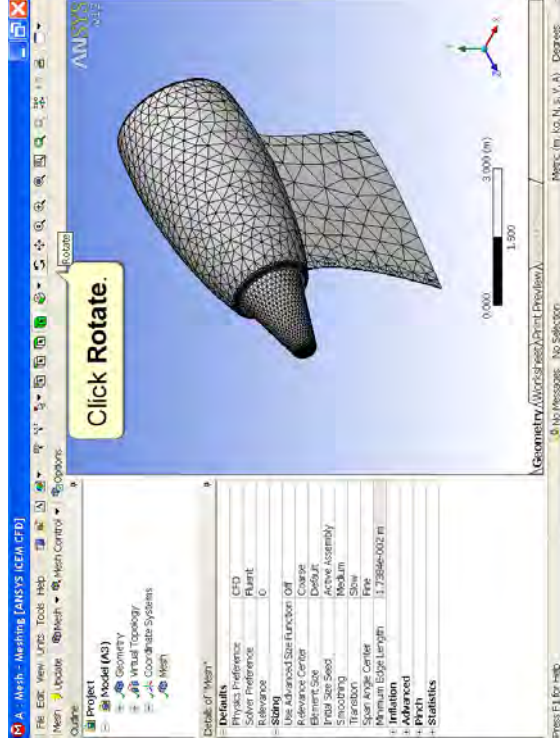 A : Mesh - Meshing [ANSYS ICEM CFD]
File Edit View Units Tools Help
Mesh Update Mesh Mesh Control Options
Outline
Project
Model (A3)
Geometry
Virtual Topology
Coordinate Systems
Mesh
Details of "Mesh"
Defaults
Physics Preference CFD
Solver Preference Fluent
Relevance 0
Sizing
Use Advanced Size Function Off
Relevance Center Coarse
Element Size Default
Initial Size Seed Active Assembly
Smoothing Medium
Transition Slow
Span Angle Center Fine
Minimum Edge Length 1.7384e-002 m
Inflation
Advanced
Pinch
Statistics
Rotate
Click Rotate.
ANSYS
v12
0.000 3.000 (m)
1.500
Y
X
Z
Geometry Worksheet Print Preview
Press F1 for Help No Messages No Selection Metric (m, kg, N, s, V, A) Degrees